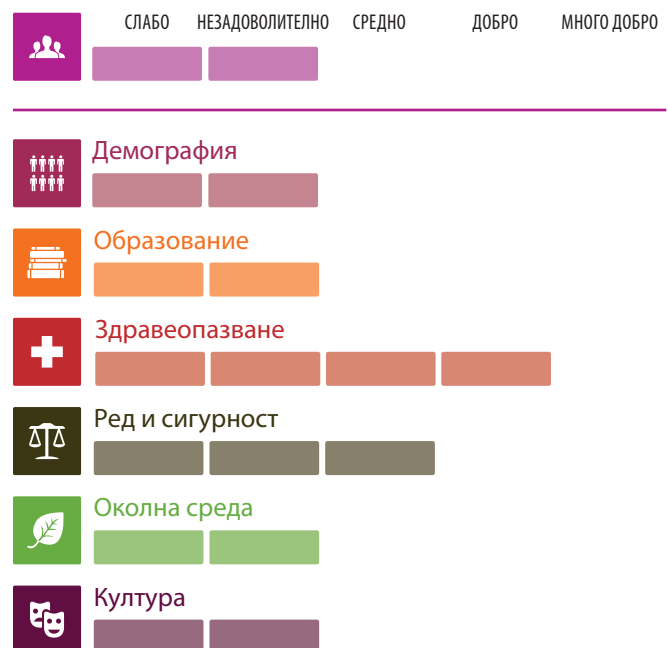 СЛАБО НЕЗАДОВОЛИТЕЛНО СРЕДНО ДОБРО МНОГО ДОБРО
Демография
Образование
Здравеопазване
Ред и сигурност
Околна среда
Култура